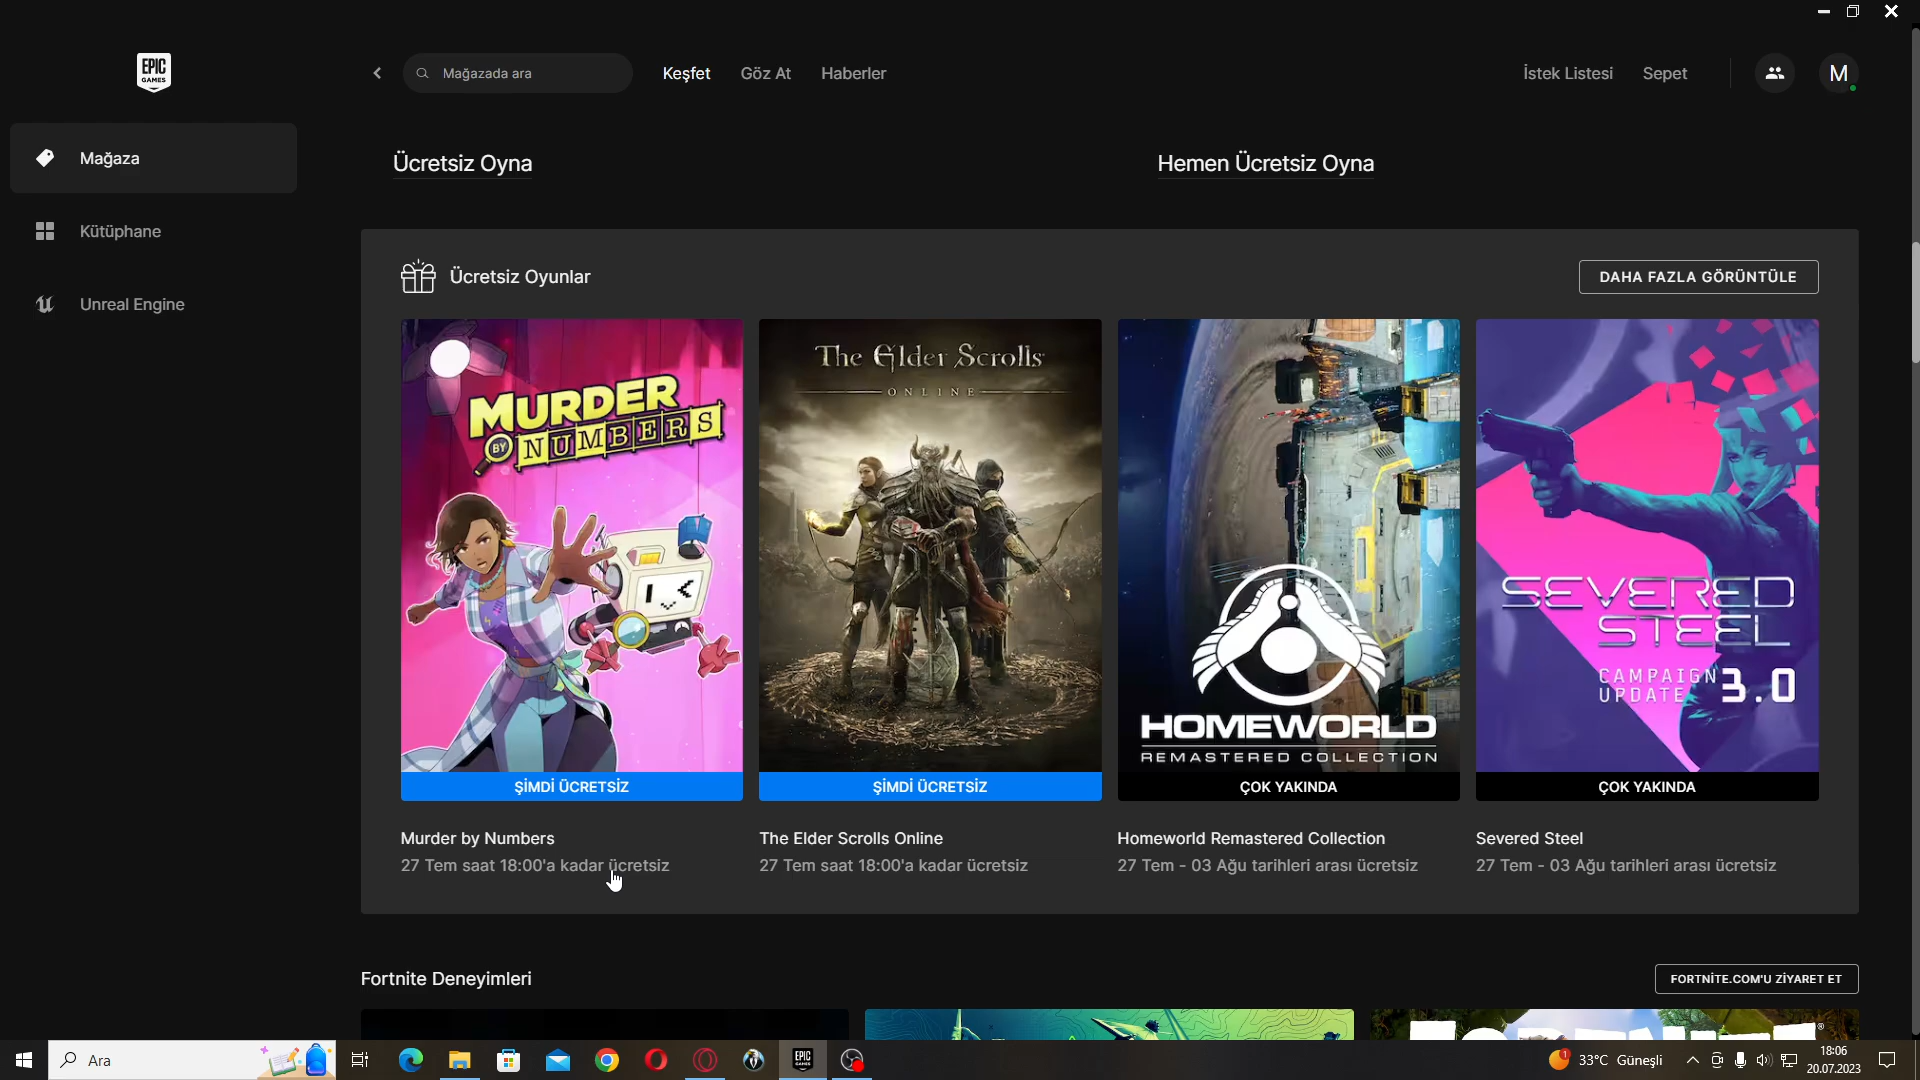 EPIC
GAMES
Mağazada ara
Keşfet
Göz At
Haberler
İstek Listesi
Sepet
M
Mağaza
Kütüphane
Unreal Engine
Ücretsiz Oyna
Hemen Ücretsiz Oyna
Ücretsiz Oyunlar
DAHA FAZLA GÖRÜNTÜLE
MURDER
BY NUMBERS
ŞİMDİ ÜCRETSİZ
Murder by Numbers
27 Tem saat 18:00'a kadar ücretsiz
The Elder Scrolls
ONLINE
ŞİMDİ ÜCRETSİZ
The Elder Scrolls Online
27 Tem saat 18:00'a kadar ücretsiz
HOMEWORLD
REMASTERED COLLECTION
ÇOK YAKINDA
Homeworld Remastered Collection
27 Tem - 03 Ağu tarihleri arası ücretsiz
SEVERED
STEEL
CAMPAIGN
UPDATE 3.0
ÇOK YAKINDA
Severed Steel
27 Tem - 03 Ağu tarihleri arası ücretsiz
Fortnite Deneyimleri
FORTNİTE.COM'U ZİYARET ET
Ara
EPIC
GAMES
1
33°C Güneşli
18:06
20.07.2023